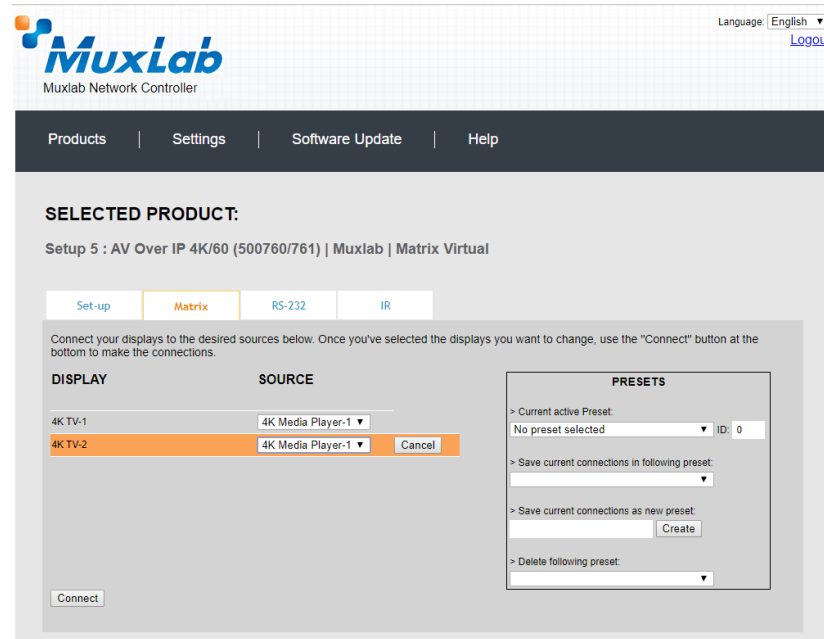 Language: English
Logou
MuxLab
Muxlab Network Controller
Products | Settings | Software Update | Help
SELECTED PRODUCT:
Setup 5 : AV Over IP 4K/60 (500760/761) | Muxlab | Matrix Virtual
Set-up Matrix RS-232 IR
Connect your displays to the desired sources below. Once you've selected the displays you want to change, use the "Connect" button at the
bottom to make the connections.
DISPLAY SOURCE
4K TV-1 4K Media Player-1
4K TV-2 4K Media Player-1 Cancel
Connect
PRESETS
> Current active Preset:
No preset selected ID: 0
> Save current connections in following preset:
> Save current connections as new preset:
Create
> Delete following preset: